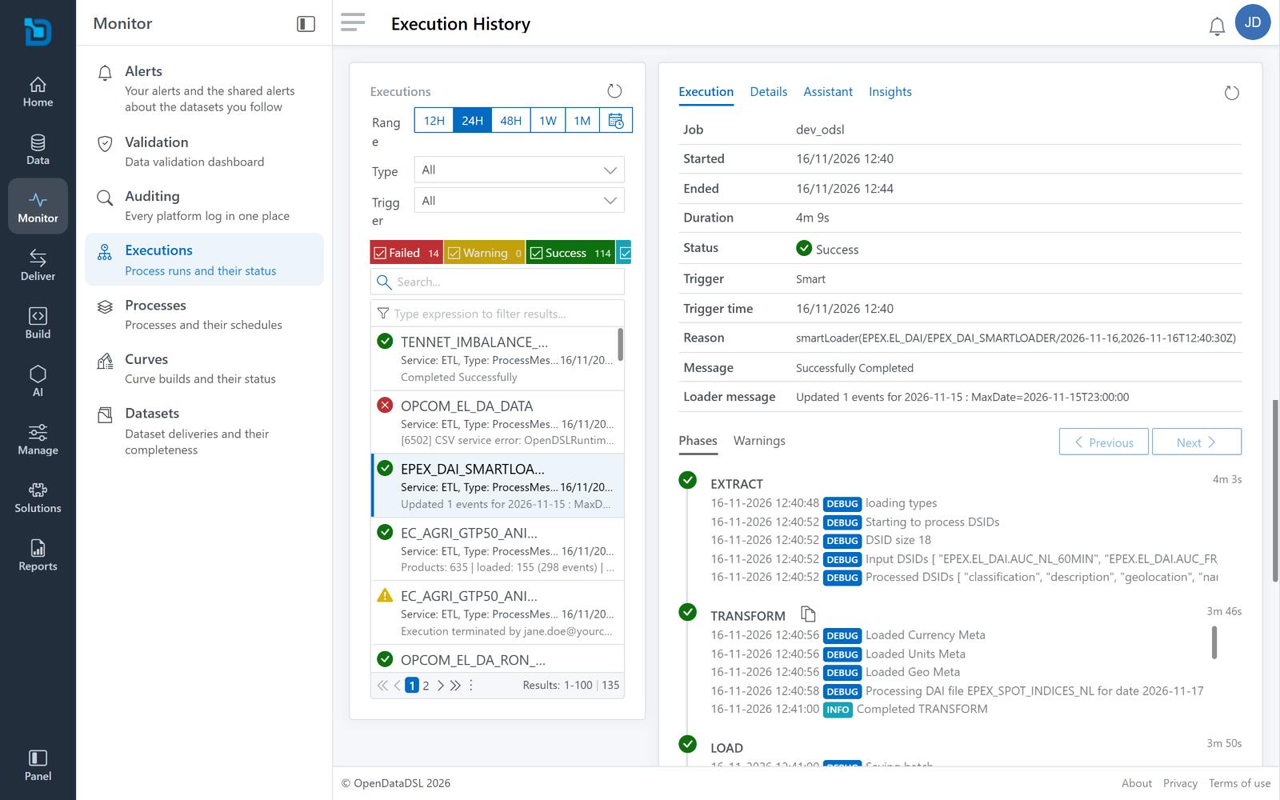 Monitor
Execution History
JD
Home
Data
Monitor
Deliver
Build
AI
Manage
Solutions
Reports
Panel
Alerts
Your alerts and the shared alerts
about the datasets you follow
Validation
Data validation dashboard
Auditing
Every platform log in one place
Executions
Process runs and their status
Processes
Processes and their schedules
Curves
Curve builds and their status
Datasets
Dataset deliveries and their
completeness
Executions
Rang
e
12H 24H 48H 1W 1M
Type All
Trigg
er
All
Failed 14 Warning 0 Success 114
Search...
Type expression to filter results...
TENNET_IMBALANCE_...
Service: ETL, Type: ProcessMes... 16/11/20...
Completed Successfully
OPCOM_EL_DA_DATA
Service: ETL, Type: ProcessMes... 16/11/20...
[6502] CSV service error: OpenDSLRuntim...
EPEX_DAI_SMARTLOA...
Service: ETL, Type: ProcessMes... 16/11/20...
Updated 1 events for 2026-11-15 : MaxD...
EC_AGRI_GTP50_ANI...
Service: ETL, Type: ProcessMes... 16/11/20...
Products: 635 | loaded: 155 (298 events) | ...
EC_AGRI_GTP50_ANI...
Service: ETL, Type: ProcessMes... 16/11/20...
Execution terminated by jane.doe@yourc...
OPCOM_EL_DA_RON_...
1 2 Results: 1-100 | 135
Execution Details Assistant Insights
Job dev_odsl
Started 16/11/2026 12:40
Ended 16/11/2026 12:44
Duration 4m 9s
Status Success
Trigger Smart
Trigger time 16/11/2026 12:40
Reason smartLoader(EPEX.EL_DAI/EPEX_DAI_SMARTLOADER/2026-11-16,2026-11-16T12:40:30Z)
Message Successfully Completed
Loader message Updated 1 events for 2026-11-15 : MaxDate=2026-11-15T23:00:00
Phases Warnings
Previous Next
EXTRACT 4m 3s
16-11-2026 12:40:48 DEBUG loading types
16-11-2026 12:40:52 DEBUG Starting to process DSIDs
16-11-2026 12:40:52 DEBUG DSID size 18
16-11-2026 12:40:52 DEBUG Input DSIDs [ "EPEX.EL_DAI.AUC_NL_60MIN", "EPEX.EL_DAI.AUC_FR
16-11-2026 12:40:52 DEBUG Processed DSIDs [ "classification", "description", "geolocation", "nar
TRANSFORM 3m 46s
16-11-2026 12:40:56 DEBUG Loaded Currency Meta
16-11-2026 12:40:56 DEBUG Loaded Units Meta
16-11-2026 12:40:56 DEBUG Loaded Geo Meta
16-11-2026 12:40:58 DEBUG Processing DAI file EPEX_SPOT_INDICES_NL for date 2026-11-17
16-11-2026 12:41:00 INFO Completed TRANSFORM
LOAD 3m 50s
© OpenDataDSL 2026
About Privacy Terms of use